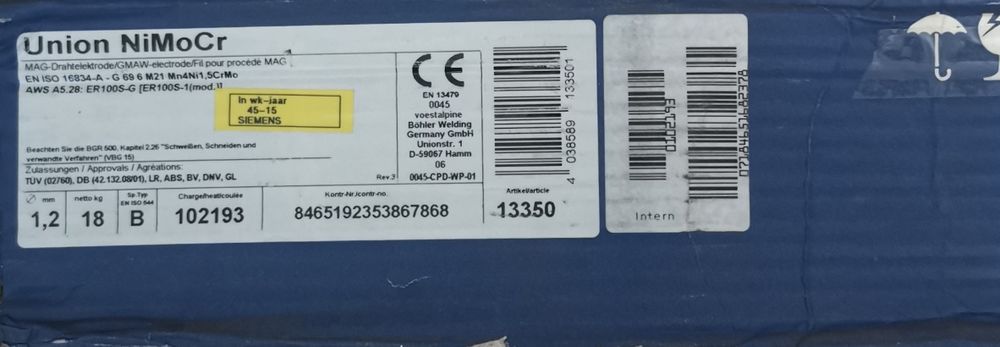 Union NiMoCr
MAG-Drahtelektrode/GMAW-electrode/Fil pour procédé MAG
EN ISO 16834-A - G 69 6 M21 Mn4Ni1,5CrMo
AWS A5.28: ER100S-G [ER100S-1(mod.)]
In wk-jaar
45-15
SIEMENS
Beachten Sie die BGR 500, Kapitel 2.26 "Schweißen, Schneiden und
verwandte Verfahren" (VBG 15)
Zulassungen / Approvals / Agréations:
TÜV (02760), DB (42.132.08/01), LR, ABS, BV, DNV, GL
Rev.3
CE
EN 13479
0045
voestalpine
Böhler Welding
Germany GmbH
Unionstr. 1
D-59067 Hamm
06
0045-CPD-WP-01
4 038589 133501
Ø mm
1,2
netto kg
18
Sp.Typ
EN ISO 544
B
Charge/heat/coulée
102193
Kontr-Nr./contr-no.
8465192353867868
Artikel/article
13350
Intern